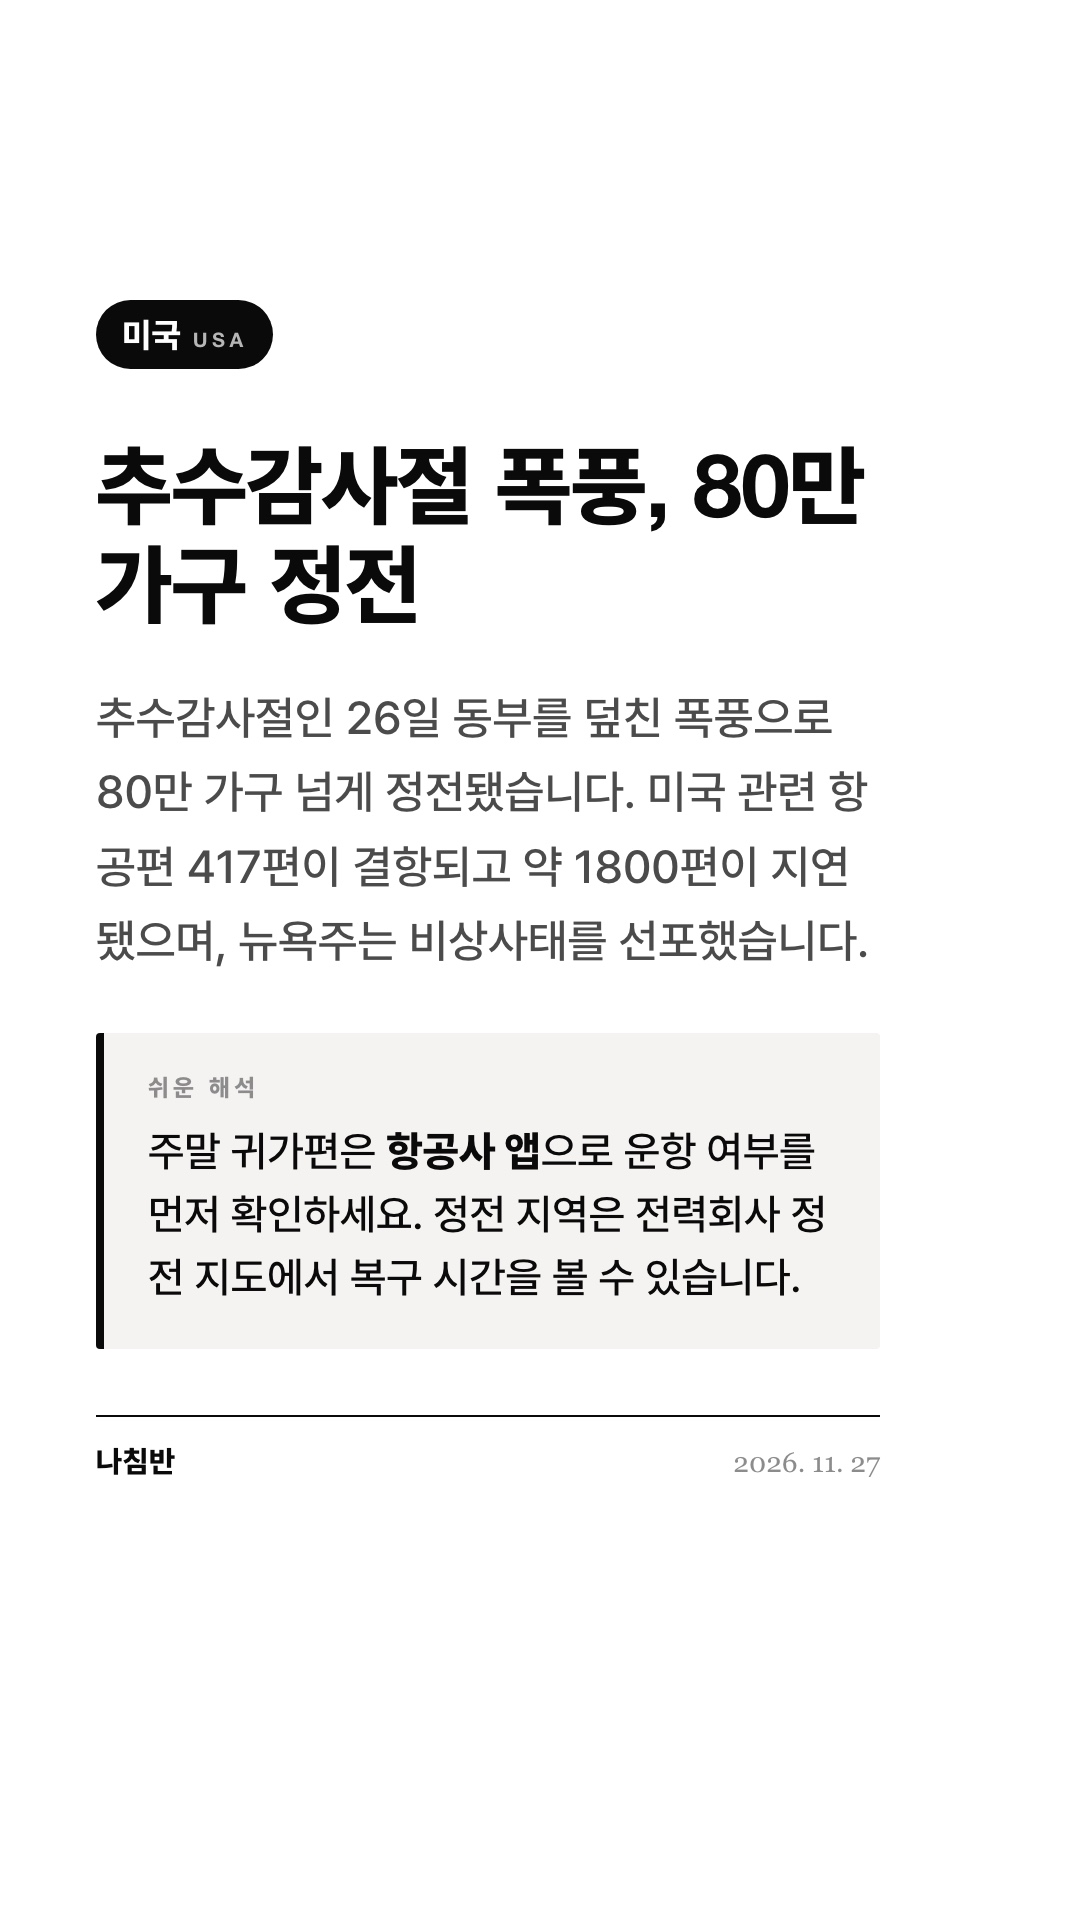 미국 USA
추수감사절 폭풍, 80만
가구 정전
추수감사절인 26일 동부를 덮친 폭풍으로
80만 가구 넘게 정전됐습니다. 미국 관련 항
공편 417편이 결항되고 약 1800편이 지연
됐으며, 뉴욕주는 비상사태를 선포했습니다.
쉬운 해석
주말 귀가편은 항공사 앱으로 운항 여부를
먼저 확인하세요. 정전 지역은 전력회사 정
전 지도에서 복구 시간을 볼 수 있습니다.
나침반
2026. 11. 27